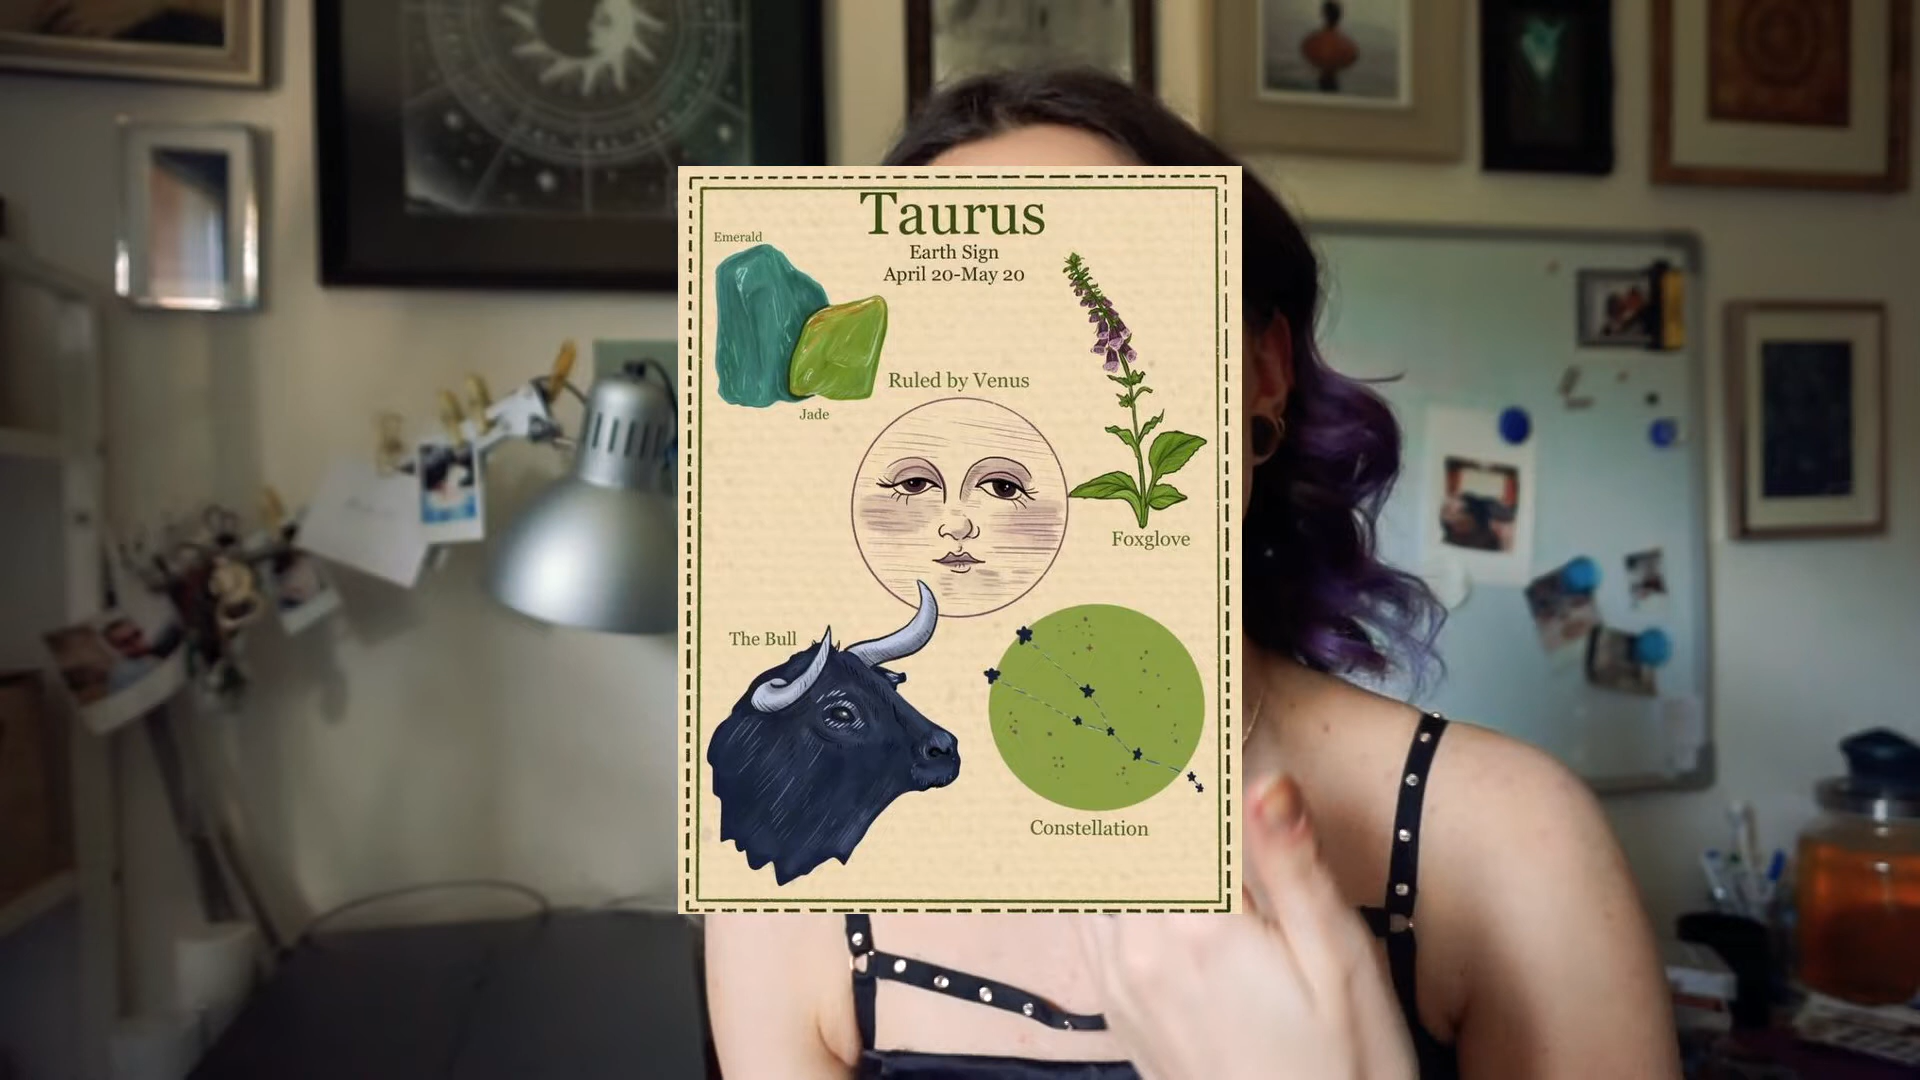 Taurus
Earth Sign
April 20-May 20
Emerald
Jade
Ruled by Venus
Foxglove
The Bull
Constellation